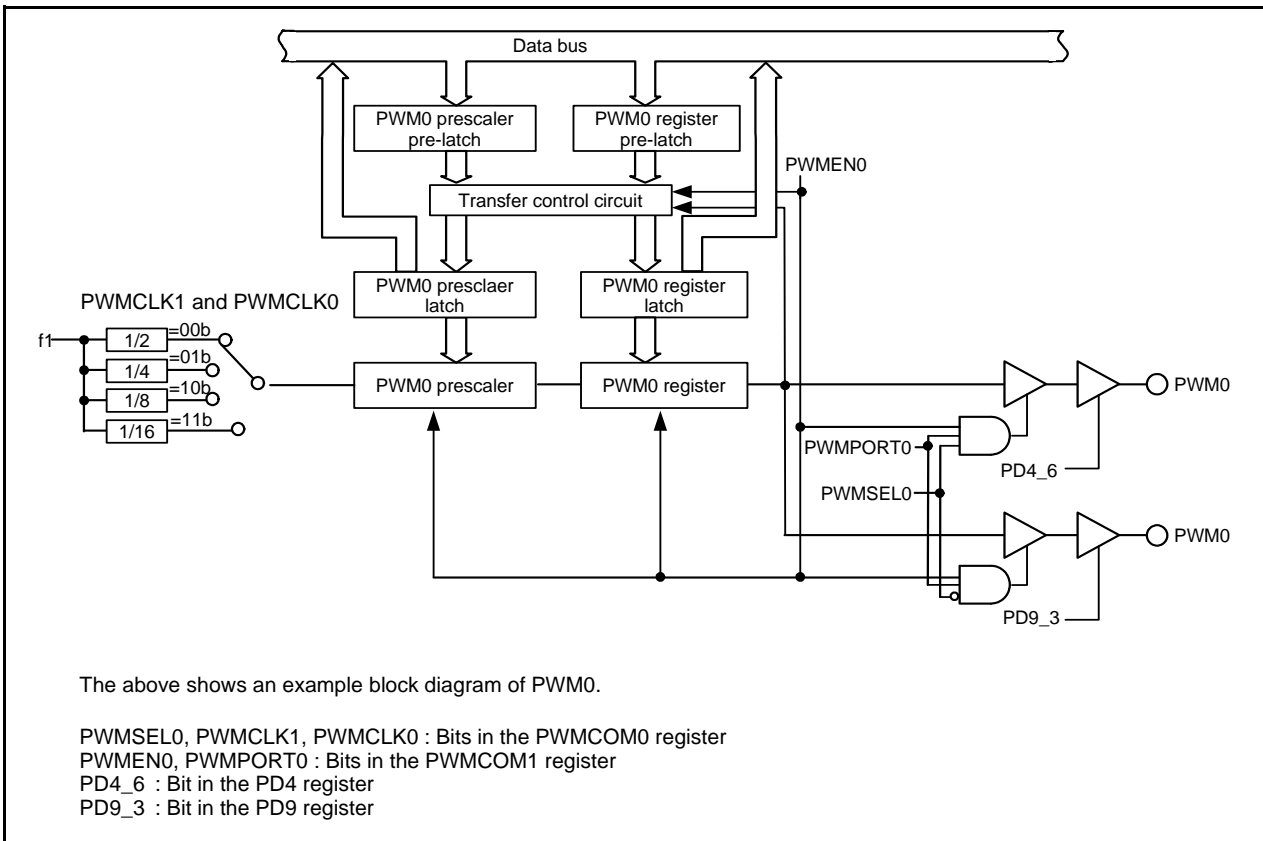 Data bus
PWM0 prescaler
pre-latch
PWM0 register
pre-latch
PWMEN0
Transfer control circuit
PWM0 presclaer
latch
PWM0 register
latch
PWMCLK1 and PWMCLK0
f1
1/2
=00b
1/4
=01b
1/8
=10b
1/16
=11b
PWM0 prescaler
PWM0 register
PWM0
PWMPORT0
PD4_6
PWMSEL0
PWM0
PD9_3
The above shows an example block diagram of PWM0.
PWMSEL0, PWMCLK1, PWMCLK0 : Bits in the PWMCOM0 register
PWMEN0, PWMPORT0 : Bits in the PWMCOM1 register
PD4_6 : Bit in the PD4 register
PD9_3 : Bit in the PD9 register